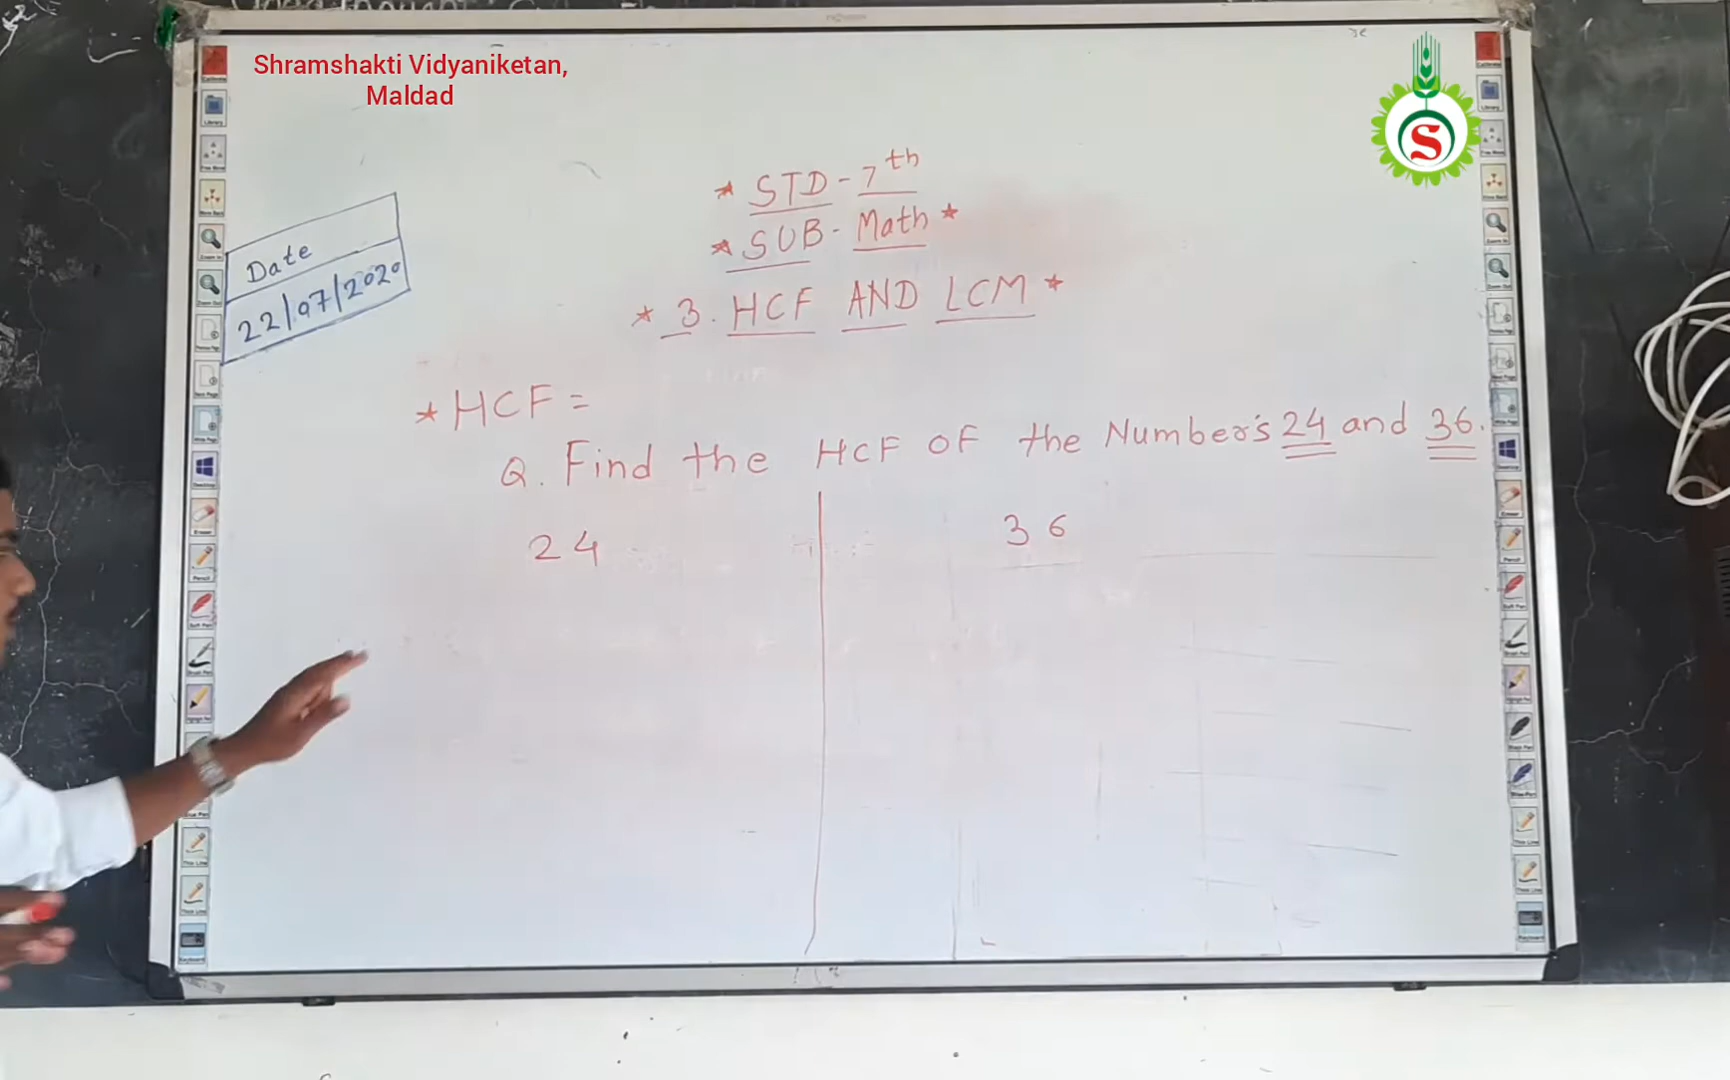 Shramshakti Vidyaniketan,
Maldad
S
* STD - 7th
* SUB - Math *
* 3. HCF AND LCM *
Date
22/07/2020
* HCF =
Q. Find the HCF OF the Number's 24 and 36.
24
36